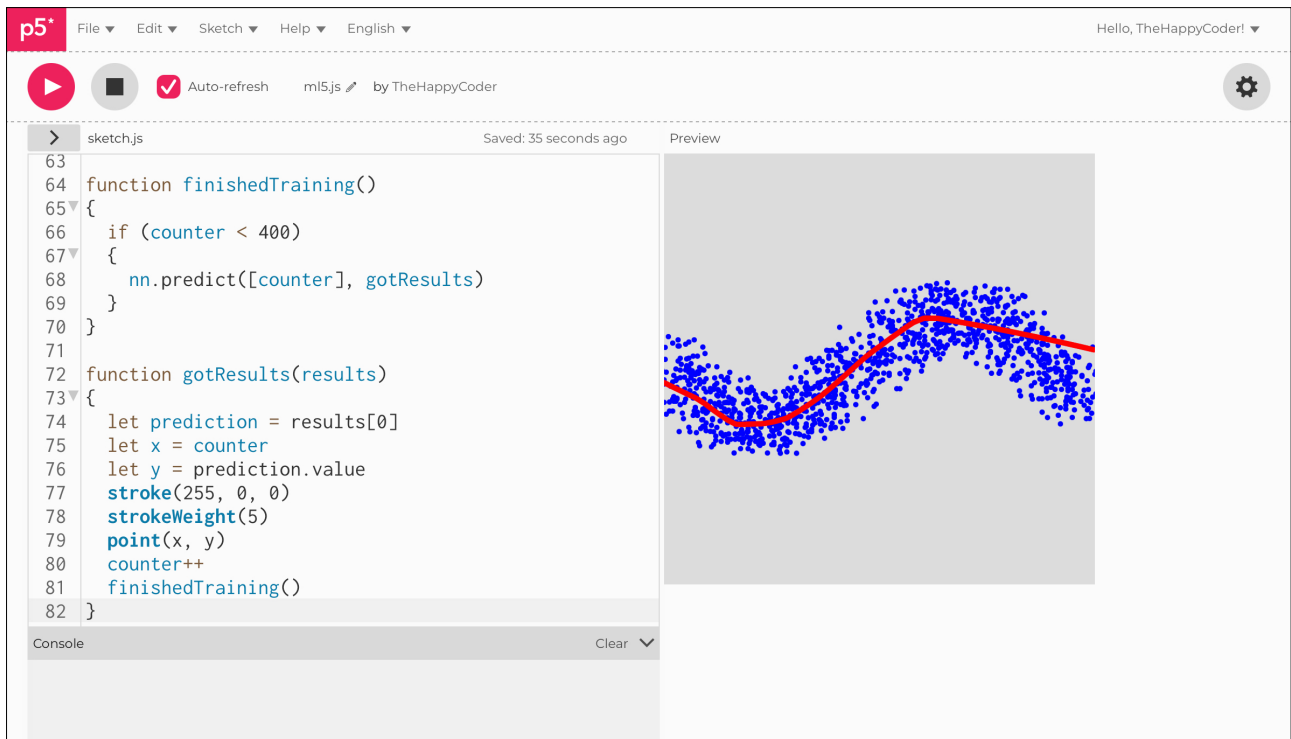 p5* File Edit Sketch Help English Hello, TheHappyCoder!
Auto-refresh ml5.js by TheHappyCoder
sketch.js Saved: 35 seconds ago Preview
63
64 function finishedTraining()
65 {
66 if (counter < 400)
67 {
68 nn.predict([counter], gotResults)
69 }
70 }
71
72 function gotResults(results)
73 {
74 let prediction = results[0]
75 let x = counter
76 let y = prediction.value
77 stroke(255, 0, 0)
78 strokeWeight(5)
79 point(x, y)
80 counter++
81 finishedTraining()
82 }
Console Clear